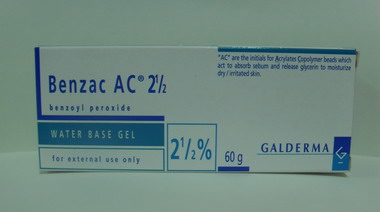 Benzac AC® 2½
benzoyl peroxide
WATER BASE GEL
for external use only
2½%
60 g
"AC" are the initials for Acrylates Copolymer beads which
act to absorb sebum and release glycerin to moisturize
dry / irritated skin.
GALDERMA